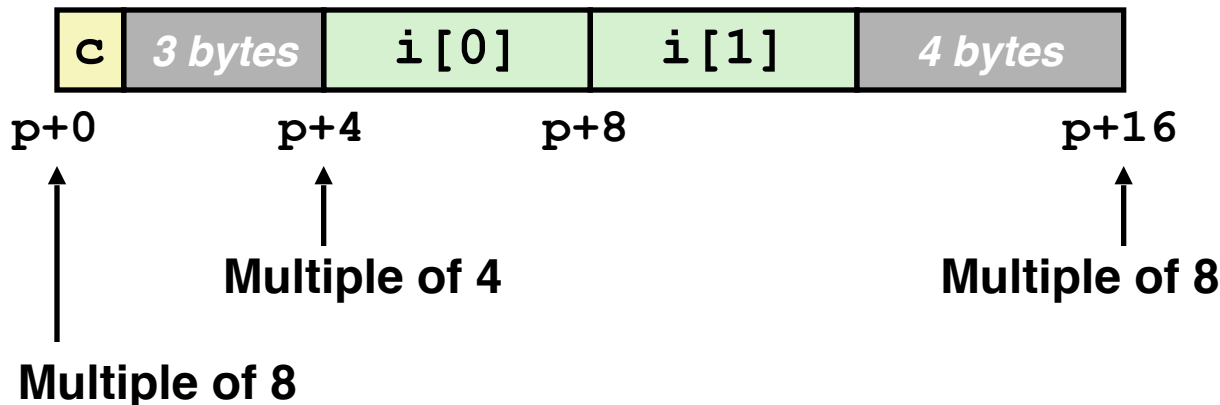 c 3 bytes i[0] i[1] 4 bytes
p+0 p+4 p+8 p+16
Multiple of 4 Multiple of 8
Multiple of 8